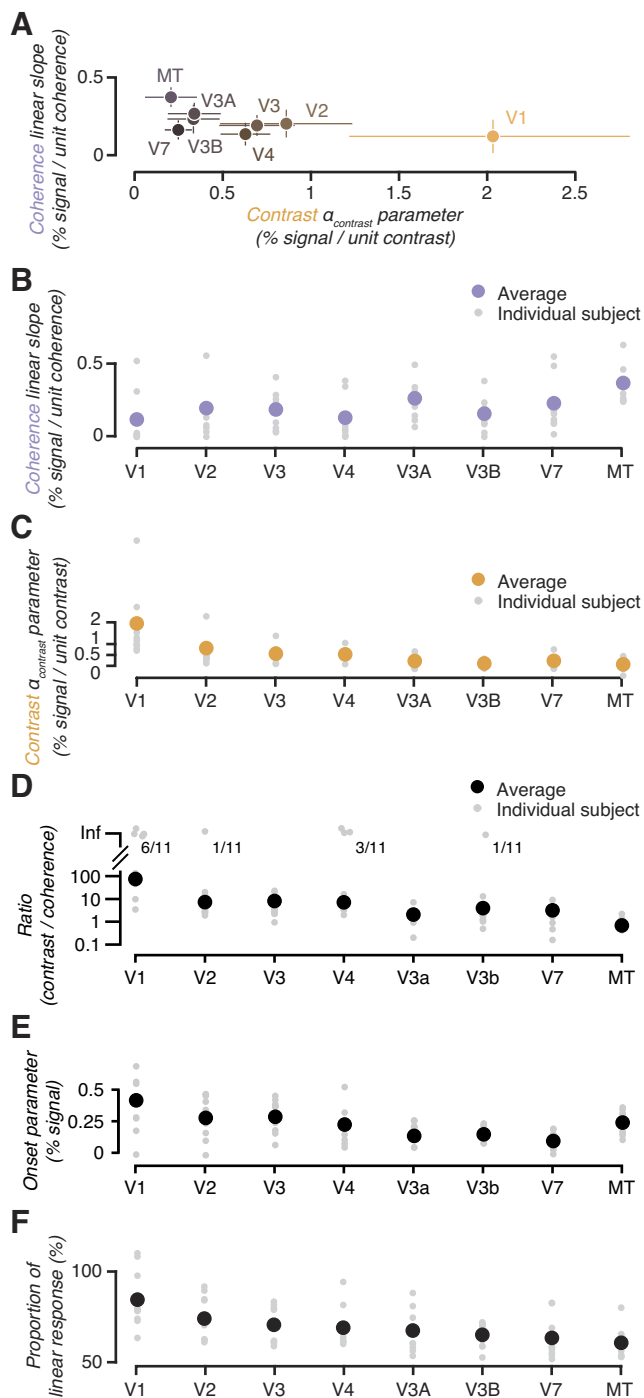 A
Coherence linear slope
(% signal / unit coherence)
0.5
0
MT
V3A
V3
V2
V1
V7
V3B
V4
0
0.5
1
1.5
2
2.5
Contrast αcontrast parameter
(% signal / unit contrast)
B
Coherence linear slope
(% signal / unit coherence)
Average
Individual subject
0.5
0
V1
V2
V3
V4
V3A
V3B
V7
MT
C
Contrast αcontrast parameter
(% signal / unit contrast)
Average
Individual subject
2
1
0.5
0
V1
V2
V3
V4
V3A
V3B
V7
MT
D
Ratio
(contrast / coherence)
Average
Individual subject
Inf
6/11
1/11
3/11
1/11
100
10
1
0.1
V1
V2
V3
V4
V3a
V3b
V7
MT
E
Onset parameter
(% signal)
0.5
0.25
0
V1
V2
V3
V4
V3a
V3b
V7
MT
F
Proportion of
linear response (%)
100
50
V1
V2
V3
V4
V3A
V3B
V7
MT